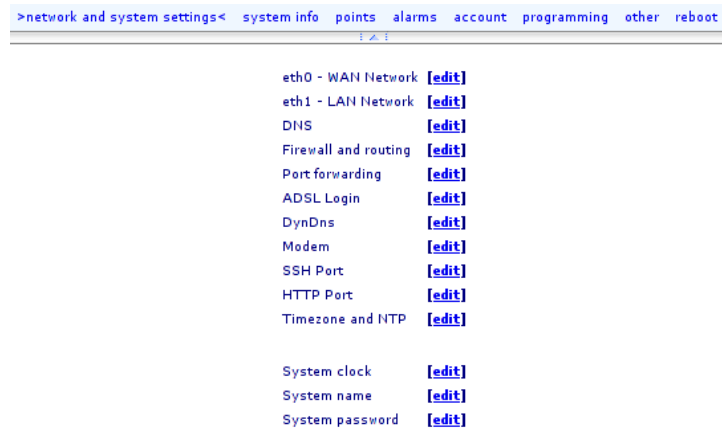 >network and system settings< system info points alarms account programming other reboot
eth0 - WAN Network [edit]
eth1 - LAN Network [edit]
DNS [edit]
Firewall and routing [edit]
Port forwarding [edit]
ADSL Login [edit]
DynDns [edit]
Modem [edit]
SSH Port [edit]
HTTP Port [edit]
Timezone and NTP [edit]
System clock [edit]
System name [edit]
System password [edit]